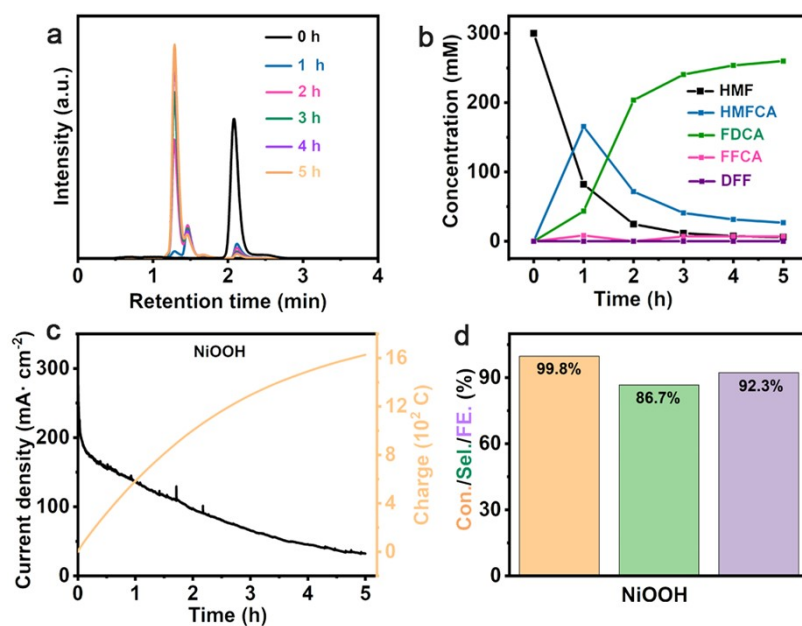 a
0 h
1 h
2 h
3 h
4 h
5 h
Intensity (a.u.)
0 1 2 3 4
Retention time (min)
b
300
200
100
0
HMF
HMFCA
FDCA
FFCA
DFF
Concentration (mM)
0 1 2 3 4 5
Time (h)
c
NiOOH
300
200
150
100
50
0
Current density (mA· cm-2)
16
12
8
4
0
Charge (10² C)
0 1 2 3 4 5
Time (h)
d
99.8%
86.7%
92.3%
90
60
30
0
Con./Sel./FE. (%)
NiOOH